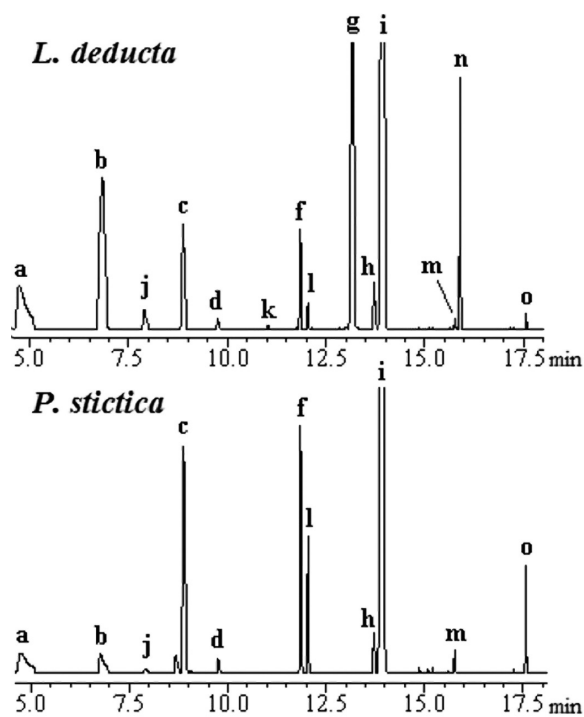 L. deducta
a b j c d k f l g h i m n o
5.0 7.5 10.0 12.5 15.0 17.5 min
P. stictica
a b j c d f l h i m o
5.0 7.5 10.0 12.5 15.0 17.5 min